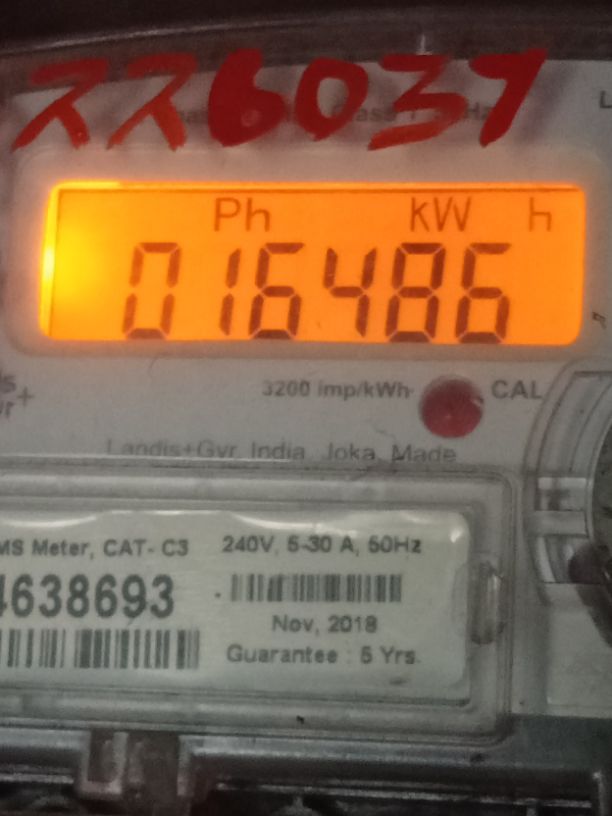 226037
Ph kW h
016486
3200 imp/kWh CAL
Landis+Gyr, India, Joka, Made
MS Meter, CAT- C3 240V, 5-30 A, 50Hz
4638693
Nov, 2018
Guarantee : 5 Yrs.